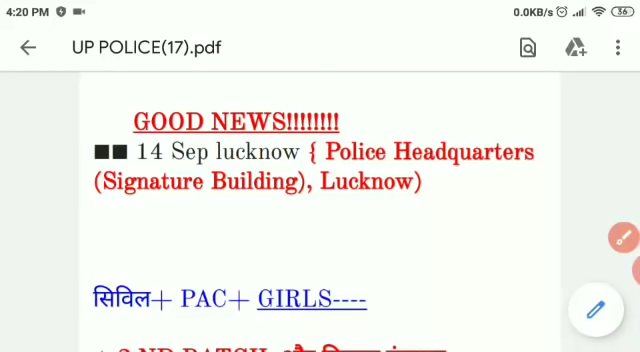 4:20 PM
0.0KB/s 36
UP POLICE(17).pdf
GOOD NEWS!!!!!!!!
14 Sep lucknow { Police Headquarters
(Signature Building), Lucknow)
सिविल+ PAC+ GIRLS----